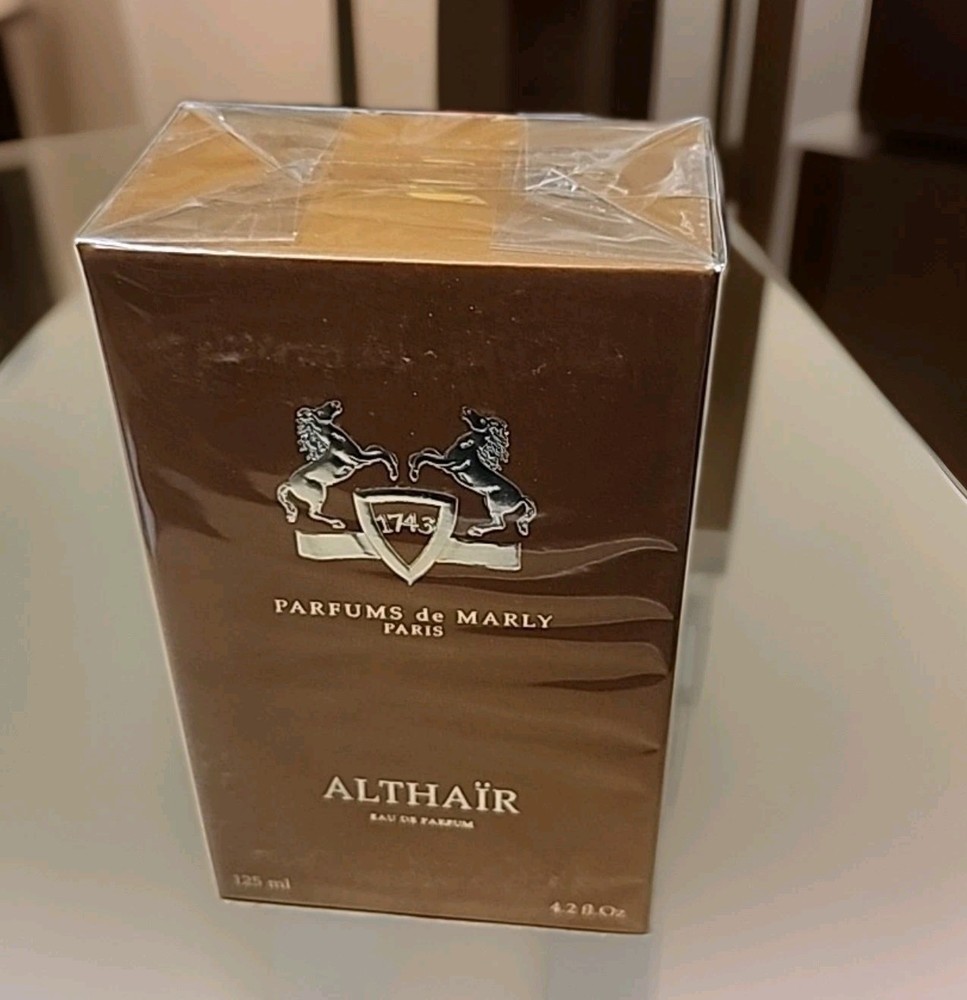 1743
PARFUMS de MARLY
PARIS
ALTHAÏR
EAU DE PARFUM
125 ml
4.2 fl.Oz